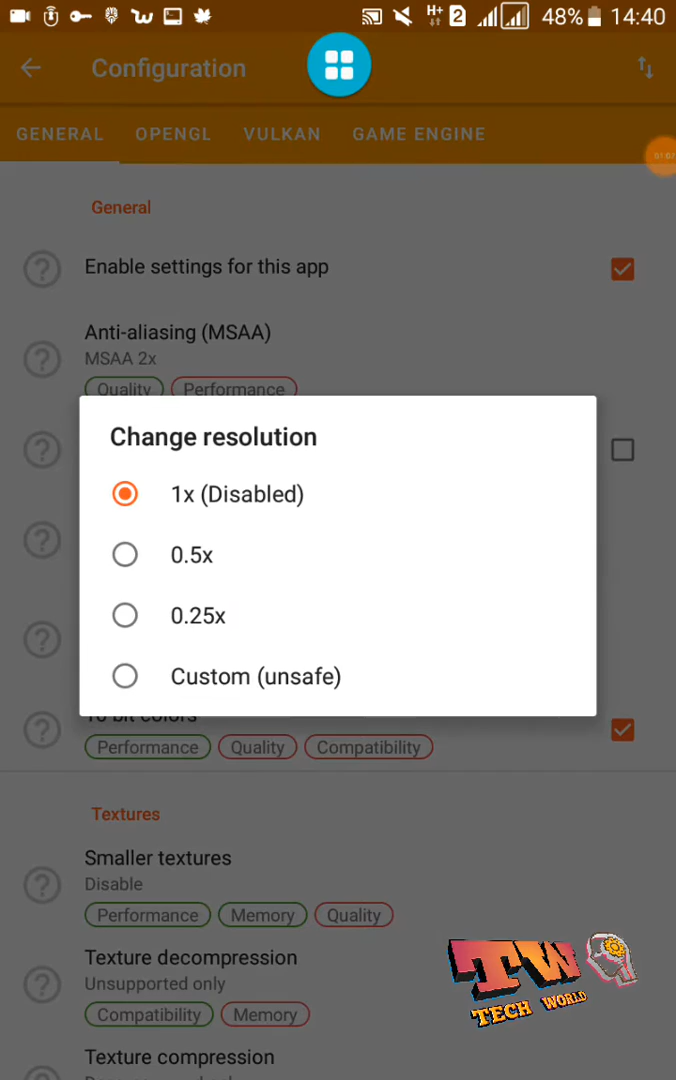 H+ 2 48% 14:40
Configuration
GENERAL OPENGL VULKAN GAME ENGINE
General
Enable settings for this app
Anti-aliasing (MSAA)
MSAA 2x
Quality Performance
Change resolution
1x (Disabled)
0.5x
0.25x
Custom (unsafe)
16 bit colors
Performance Quality Compatibility
Textures
Smaller textures
Disable
Performance Memory Quality
Texture decompression
Unsupported only
Compatibility Memory
Texture compression
TW
TECH WORLD